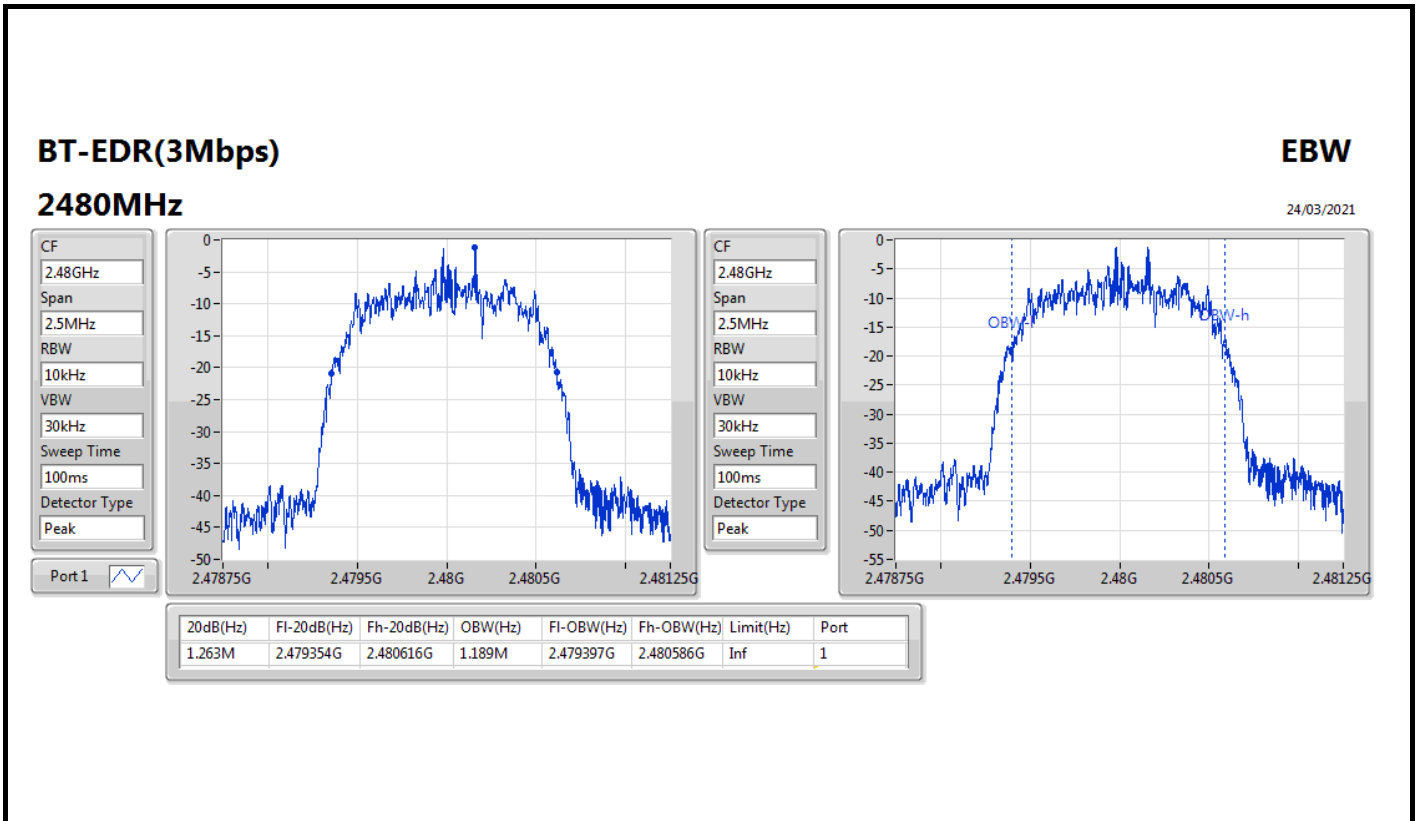 BT-EDR(3Mbps)
EBW
2480MHz
24/03/2021
CF
2.48GHz
Span
2.5MHz
RBW
10kHz
VBW
30kHz
Sweep Time
100ms
Detector Type
Peak
Port 1
0
-5
-10
-15
-20
-25
-30
-35
-40
-45
-50
2.47875G 2.4795G 2.48G 2.4805G 2.48125G
CF
2.48GHz
Span
2.5MHz
RBW
10kHz
VBW
30kHz
Sweep Time
100ms
Detector Type
Peak
0
-5
-10
-15
-20
-25
-30
-35
-40
-45
-50
-55
OBW-l OBW-h
2.47875G 2.4795G 2.48G 2.4805G 2.48125G
20dB(Hz) Fl-20dB(Hz) Fh-20dB(Hz) OBW(Hz) Fl-OBW(Hz) Fh-OBW(Hz) Limit(Hz) Port
1.263M 2.479354G 2.480616G 1.189M 2.479397G 2.480586G Inf 1